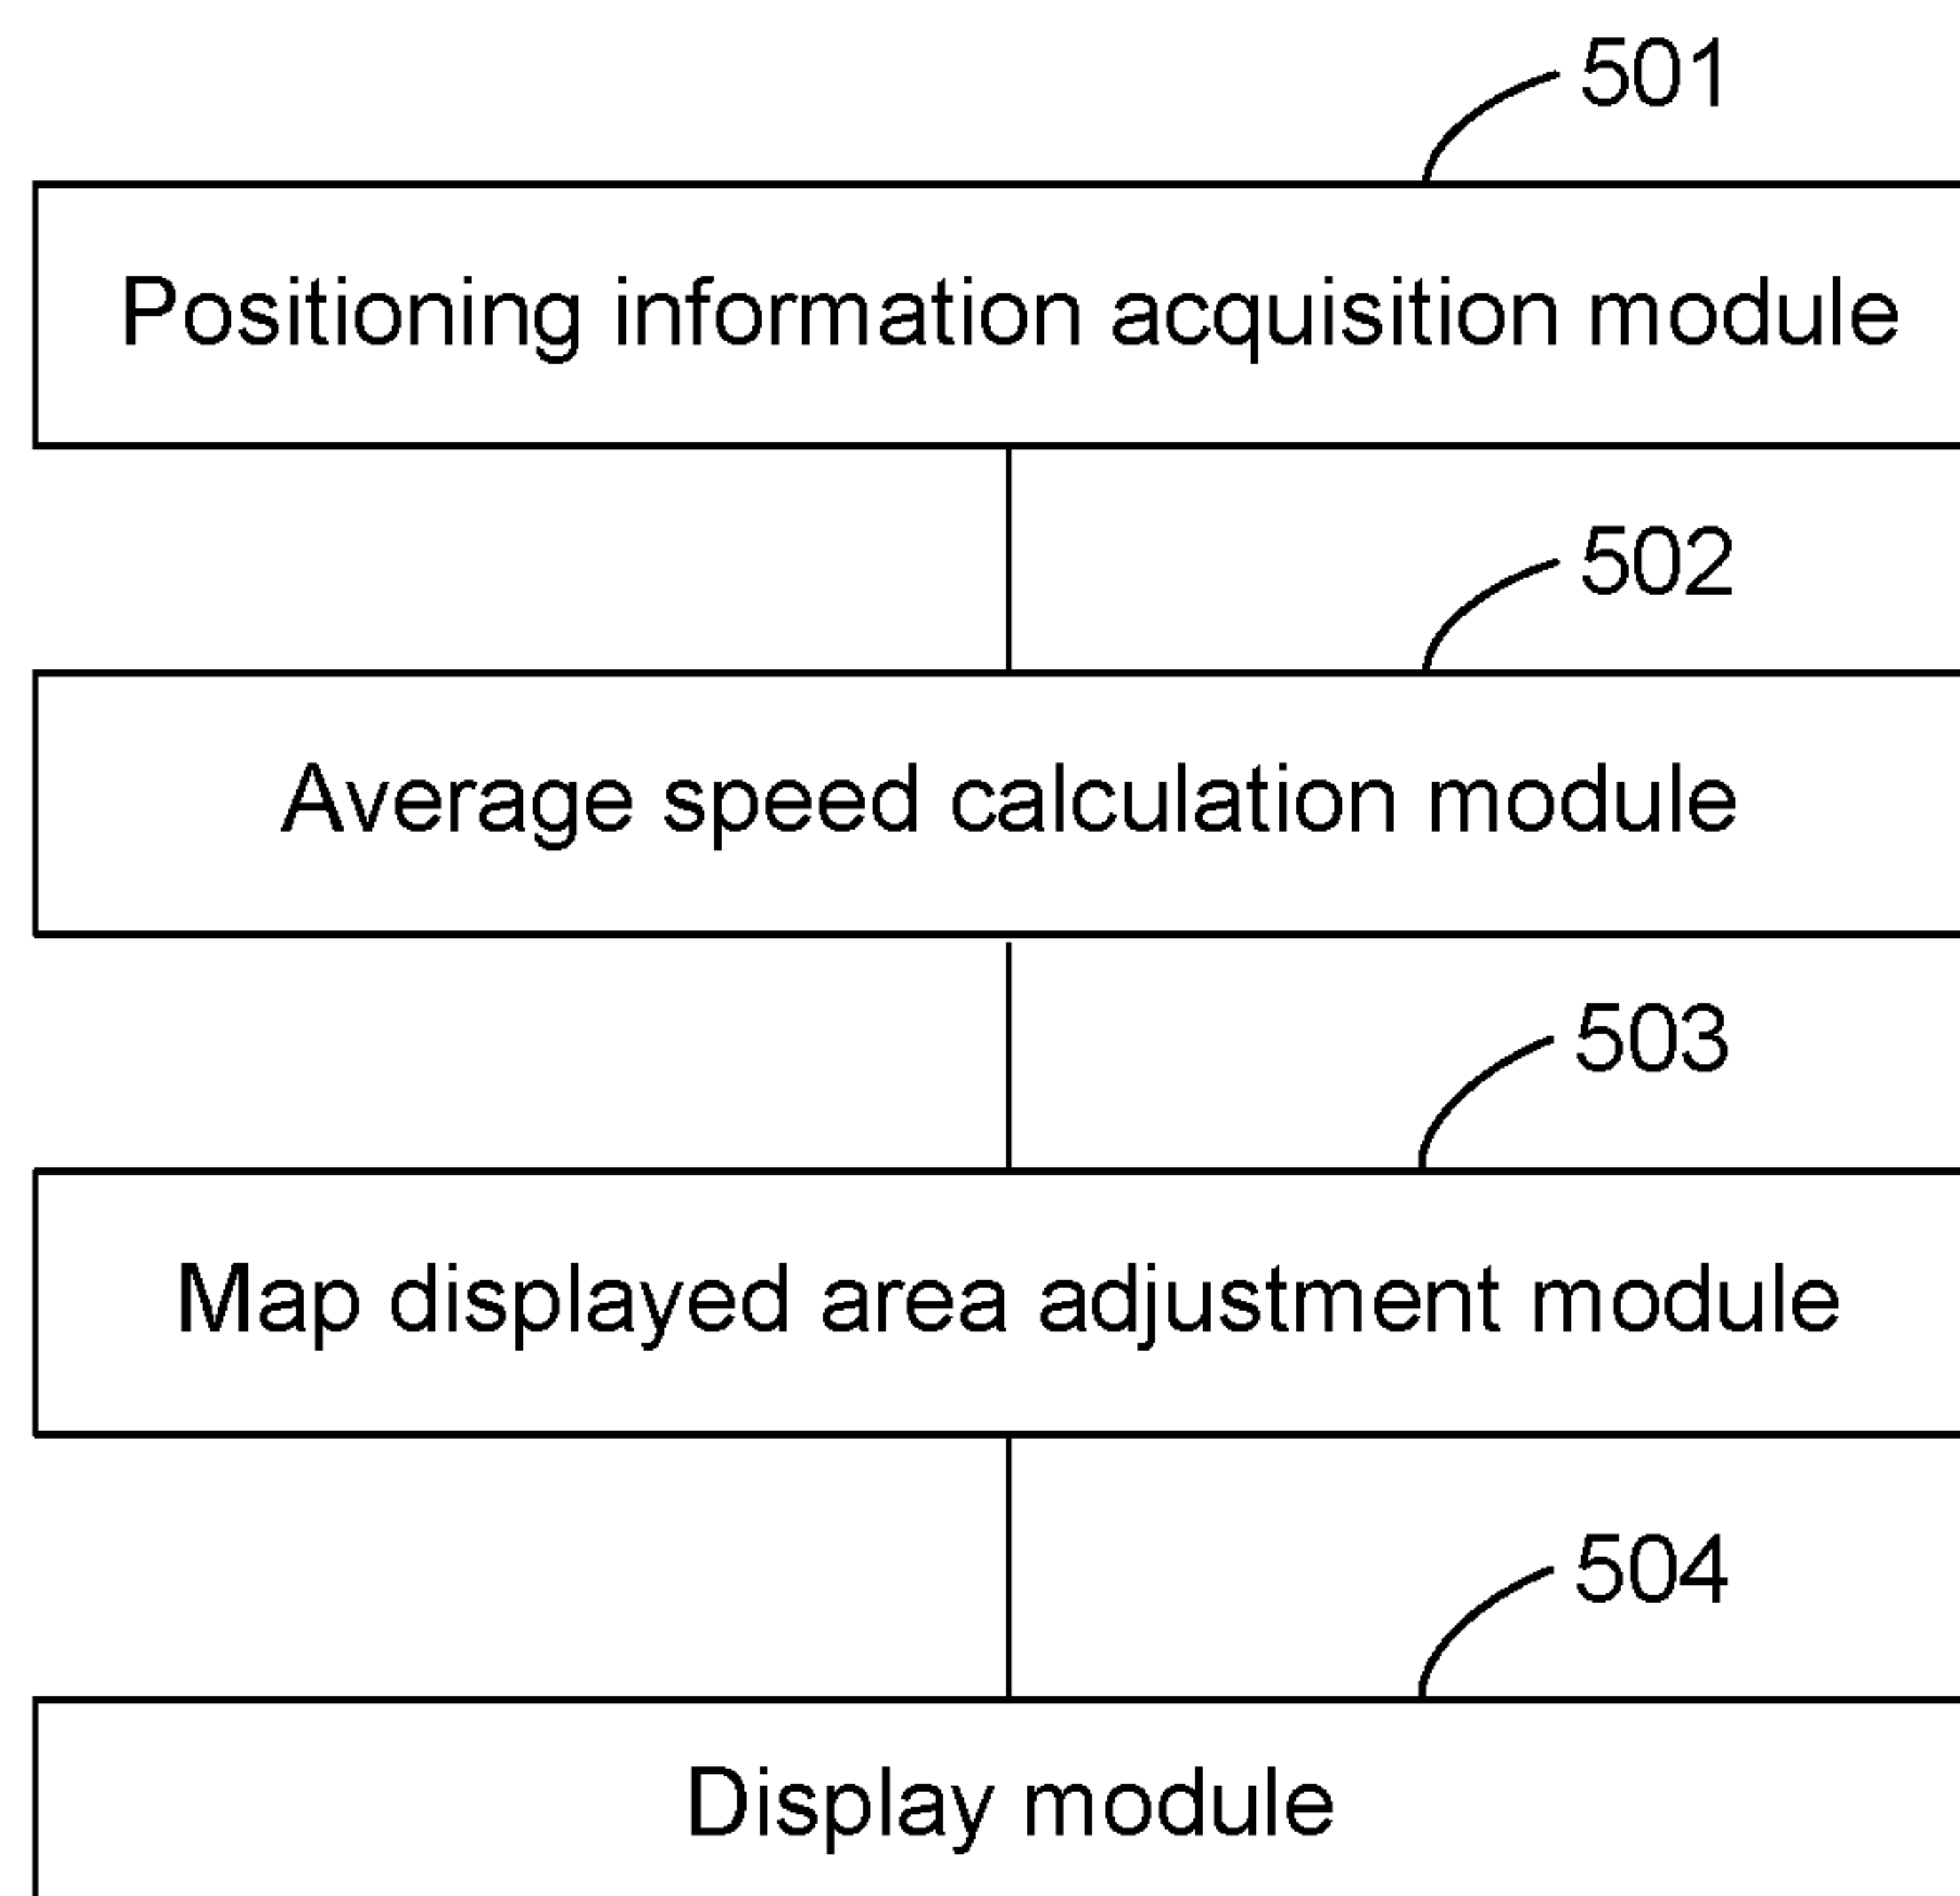 501
Positioning information acquisition module
502
Average speed calculation module
503
Map displayed area adjustment module
504
Display module